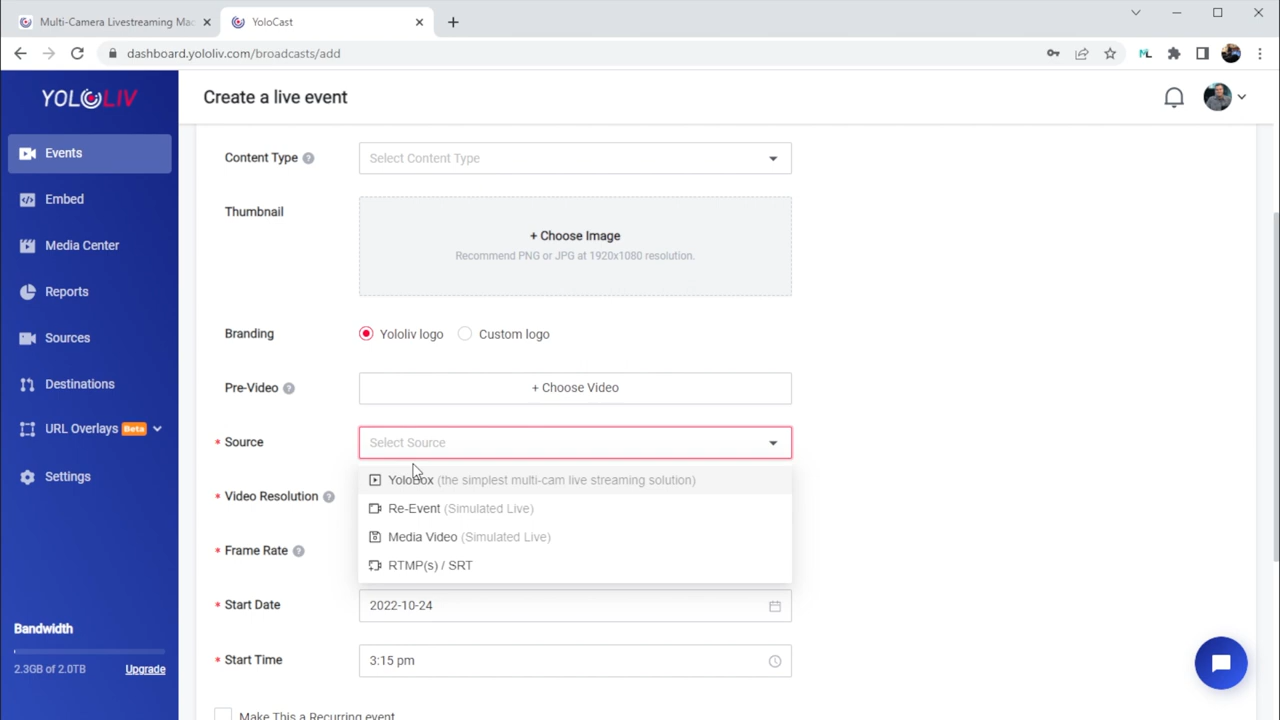 Multi-Camera Livestreaming Mac
YoloCast
dashboard.yololiv.com/broadcasts/add
YOLOLIV
Create a live event
Events
Embed
Media Center
Reports
Sources
Destinations
URL Overlays Beta
Settings
Bandwidth
2.3GB of 2.0TB Upgrade
Content Type ? Select Content Type
Thumbnail
+ Choose Image
Recommend PNG or JPG at 1920x1080 resolution.
Branding Yololiv logo Custom logo
Pre-Video ? + Choose Video
* Source Select Source
YoloBox (the simplest multi-cam live streaming solution)
* Video Resolution ?
Re-Event (Simulated Live)
Media Video (Simulated Live)
* Frame Rate ?
RTMP(s) / SRT
* Start Date 2022-10-24
* Start Time 3:15 pm
Make This a Recurring event